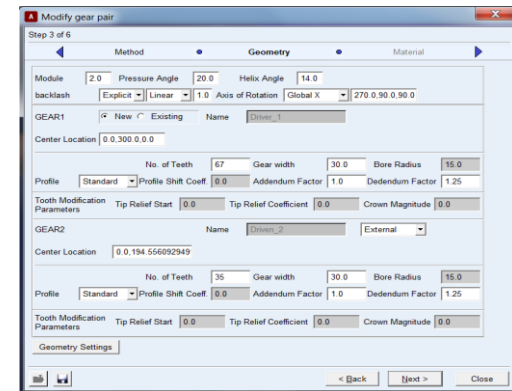 Modify gear pair
Step 3 of 6
Method Geometry Material
Module 2.0 Pressure Angle 20.0 Helix Angle 14.0
backlash Explicit Linear 1.0 Axis of Rotation Global X 270.0,90.0,90.0
GEAR1 New Existing Name Driver_1
Center Location 0.0,300.0,0.0
No. of Teeth 67 Gear width 30.0 Bore Radius 15.0
Profile Standard Profile Shift Coeff. 0.0 Addendum Factor 1.0 Dedendum Factor 1.25
Tooth Modification
Parameters Tip Relief Start 0.0 Tip Relief Coefficient 0.0 Crown Magnitude 0.0
GEAR2 Name Driven_2 External
Center Location 0.0,194.556092949
No. of Teeth 35 Gear width 30.0 Bore Radius 15.0
Profile Standard Profile Shift Coeff. 0.0 Addendum Factor 1.0 Dedendum Factor 1.25
Tooth Modification
Parameters Tip Relief Start 0.0 Tip Relief Coefficient 0.0 Crown Magnitude 0.0
Geometry Settings
< Back Next > Close